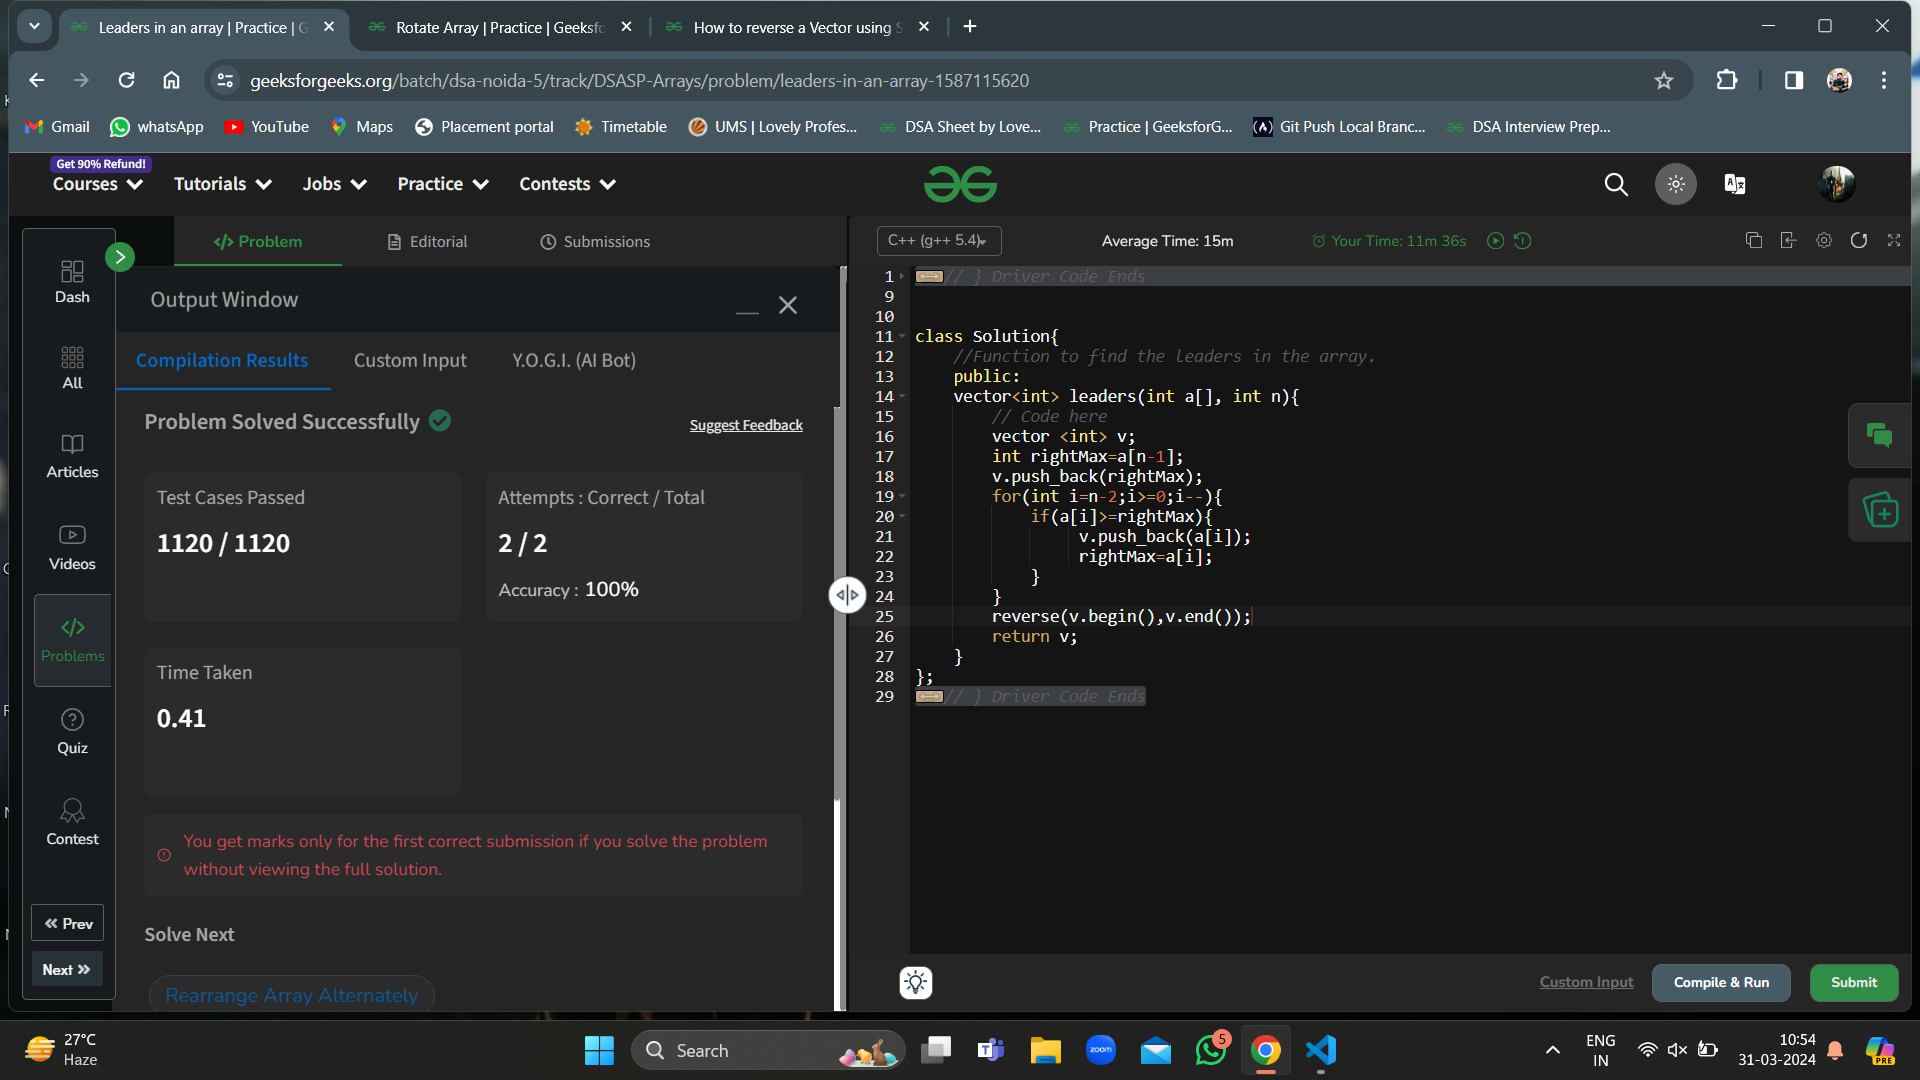 Leaders in an array | Practice | G
Rotate Array | Practice | Geeksfo
How to reverse a Vector using S
geeksforgeeks.org/batch/dsa-noida-5/track/DSASP-Arrays/problem/leaders-in-an-array-1587115620
Gmail
whatsApp
YouTube
Maps
Placement portal
Timetable
UMS | Lovely Profes...
DSA Sheet by Love...
Practice | GeeksforG...
Git Push Local Branc...
DSA Interview Prep...
Get 90% Refund!
Courses
Tutorials
Jobs
Practice
Contests
Dash
All
Articles
Videos
Problems
Quiz
Contest
Prev
Next
Problem
Editorial
Submissions
Output Window
Compilation Results
Custom Input
Y.O.G.I. (AI Bot)
Problem Solved Successfully
Suggest Feedback
Test Cases Passed
1120 / 1120
Attempts : Correct / Total
2 / 2
Accuracy : 100%
Time Taken
0.41
You get marks only for the first correct submission if you solve the problem
without viewing the full solution.
Solve Next
Rearrange Array Alternately
C++ (g++ 5.4)
Average Time: 15m
Your Time: 11m 36s
1 // } Driver Code Ends
9
10
11 class Solution{
12 //Function to find the leaders in the array.
13 public:
14 vector<int> leaders(int a[], int n){
15 // Code here
16 vector <int> v;
17 int rightMax=a[n-1];
18 v.push_back(rightMax);
19 for(int i=n-2;i>=0;i--){
20 if(a[i]>=rightMax){
21 v.push_back(a[i]);
22 rightMax=a[i];
23 }
24 }
25 reverse(v.begin(),v.end());
26 return v;
27 }
28 };
29 // } Driver Code Ends
Custom Input
Compile & Run
Submit
27°C
Haze
Search
zoom
5
ENG
IN
10:54
31-03-2024
PRE